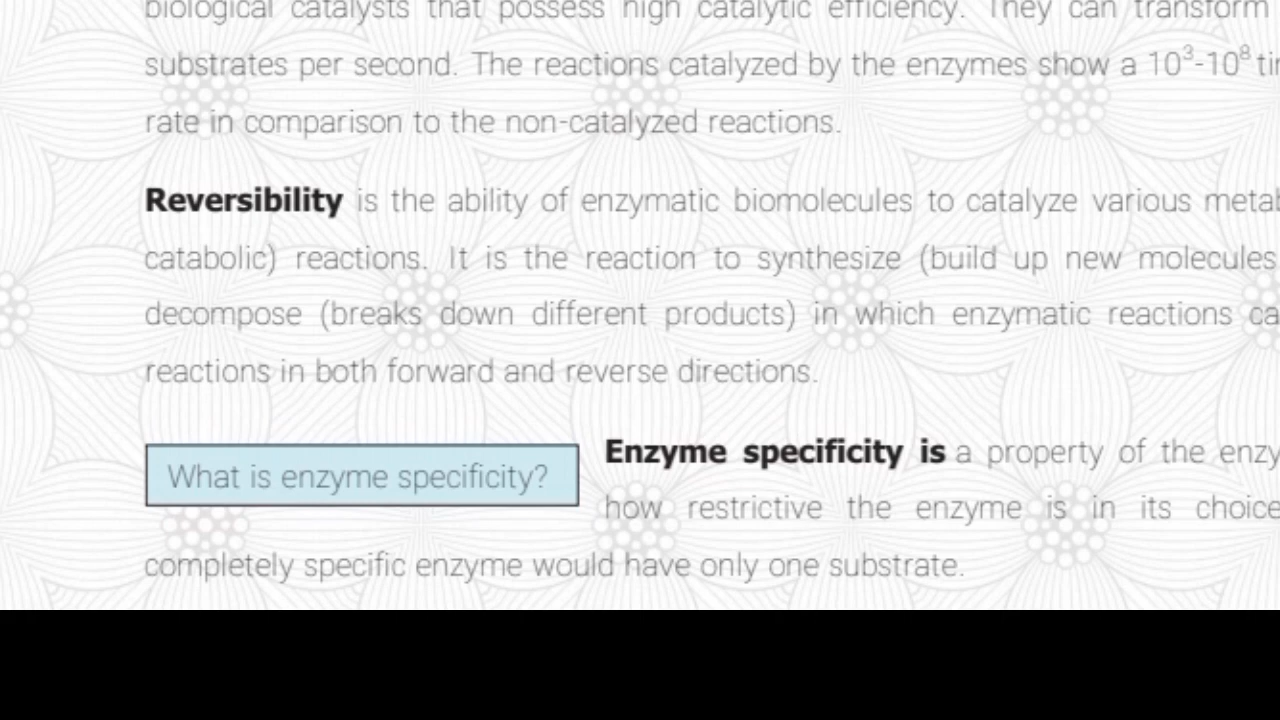 biological catalysts that possess high catalytic efficiency. They can transform
substrates per second. The reactions catalyzed by the enzymes show a 10³-10⁸
rate in comparison to the non-catalyzed reactions.
Reversibility is the ability of enzymatic biomolecules to catalyze various
catabolic) reactions. It is the reaction to synthesize (build up new molecules
decompose (breaks down different products) in which enzymatic reactions
reactions in both forward and reverse directions.
What is enzyme specificity?
Enzyme specificity is a property of the
how restrictive the enzyme is in its choice
completely specific enzyme would have only one substrate.